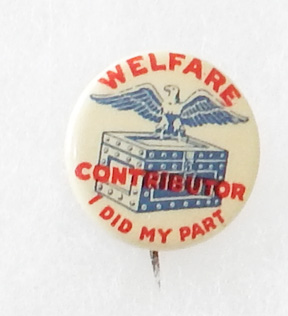 WELFARE
CONTRIBUTOR
I DID MY PART